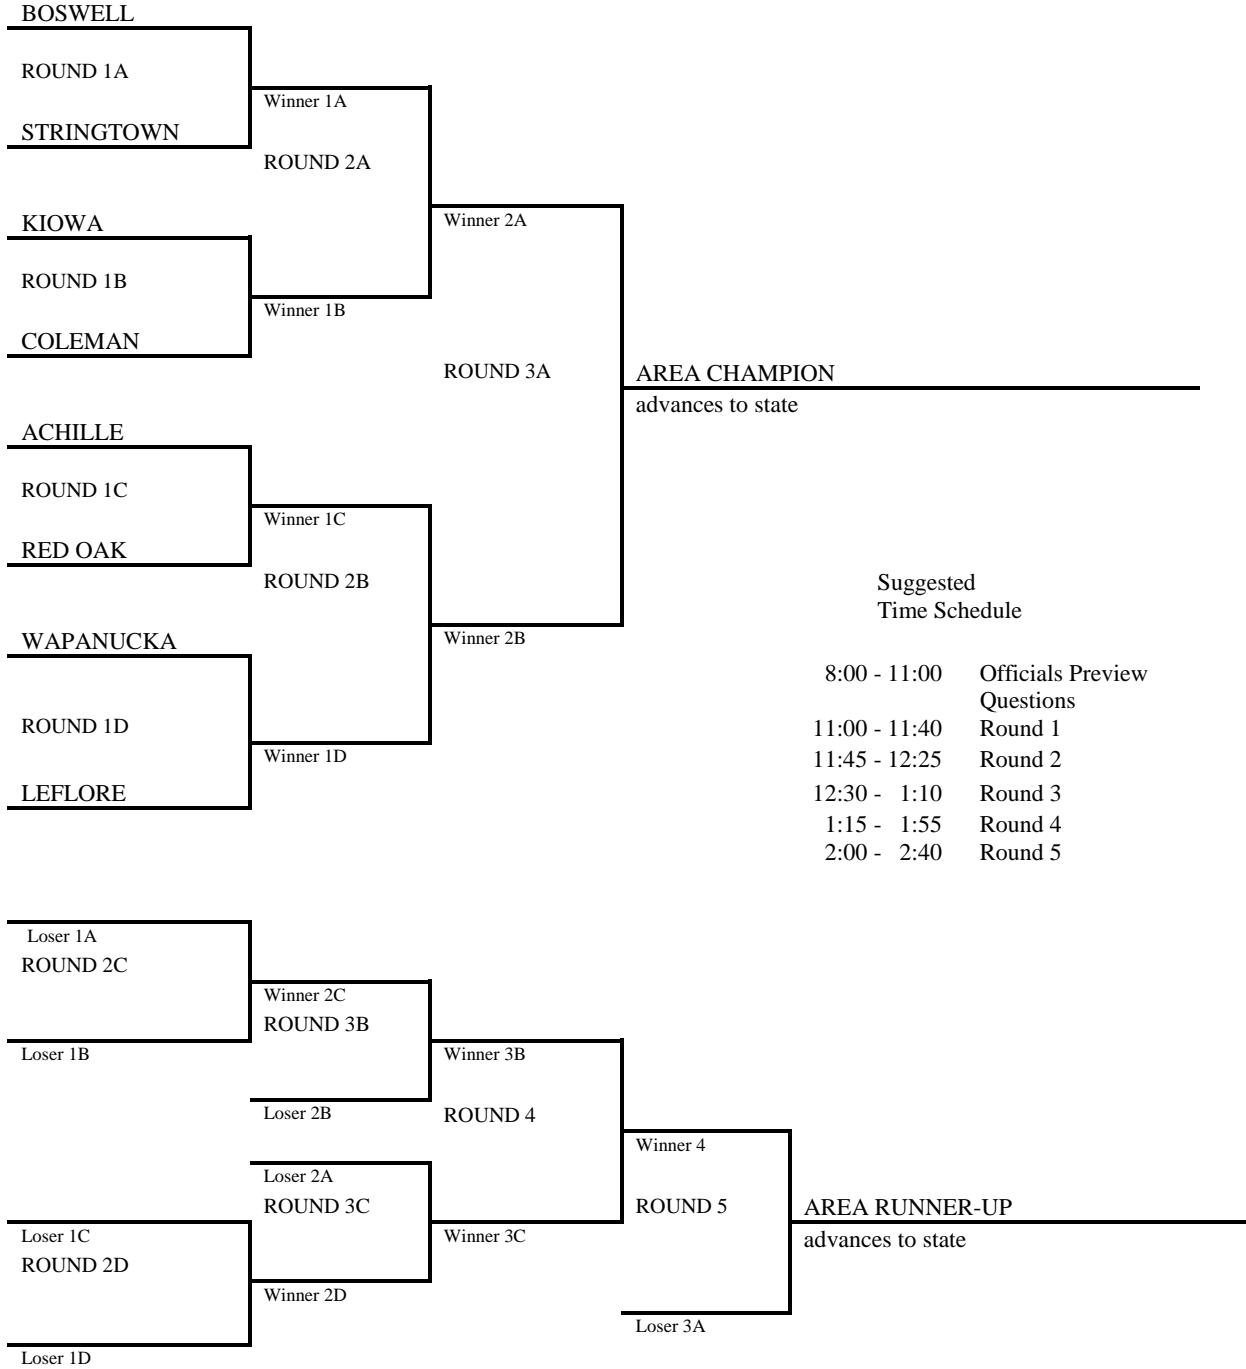 BOSWELL
ROUND 1A
Winner 1A
STRINGTOWN
ROUND 2A
KIOWA
Winner 2A
ROUND 1B
Winner 1B
COLEMAN
ROUND 3A
AREA CHAMPION
advances to state
ACHILLE
ROUND 1C
Winner 1C
RED OAK
ROUND 2B
Suggested
Time Schedule
WAPANUCKA
Winner 2B
8:00 - 11:00 Officials Preview
Questions
ROUND 1D
11:00 - 11:40 Round 1
Winner 1D
11:45 - 12:25 Round 2
LEFLORE
12:30 - 1:10 Round 3
1:15 - 1:55 Round 4
2:00 - 2:40 Round 5
Loser 1A
ROUND 2C
Winner 2C
ROUND 3B
Loser 1B
Winner 3B
Loser 2B
ROUND 4
Winner 4
Loser 2A
ROUND 3C
ROUND 5
AREA RUNNER-UP
Loser 1C
Winner 3C
advances to state
ROUND 2D
Winner 2D
Loser 3A
Loser 1D